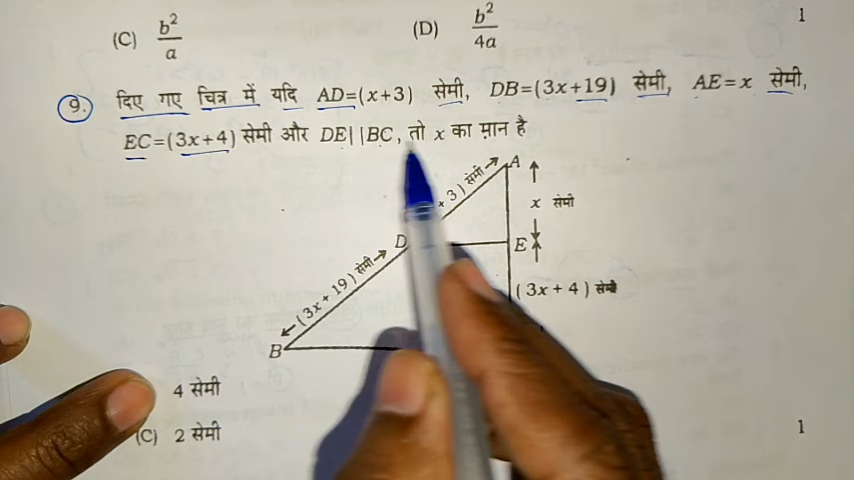 (C) b²/a (D) b²/4a 1
9. दिए गए चित्र में यदि AD=(x+3) सेमी, DB=(3x+19) सेमी, AE=x सेमी,
EC=(3x+4) सेमी और DE||BC, तो x का मान है
A
3) सेमी
x सेमी
D
E
(3x+19) सेमी
(3x+4) सेमी
B
4 सेमी
(C) 2 सेमी 1